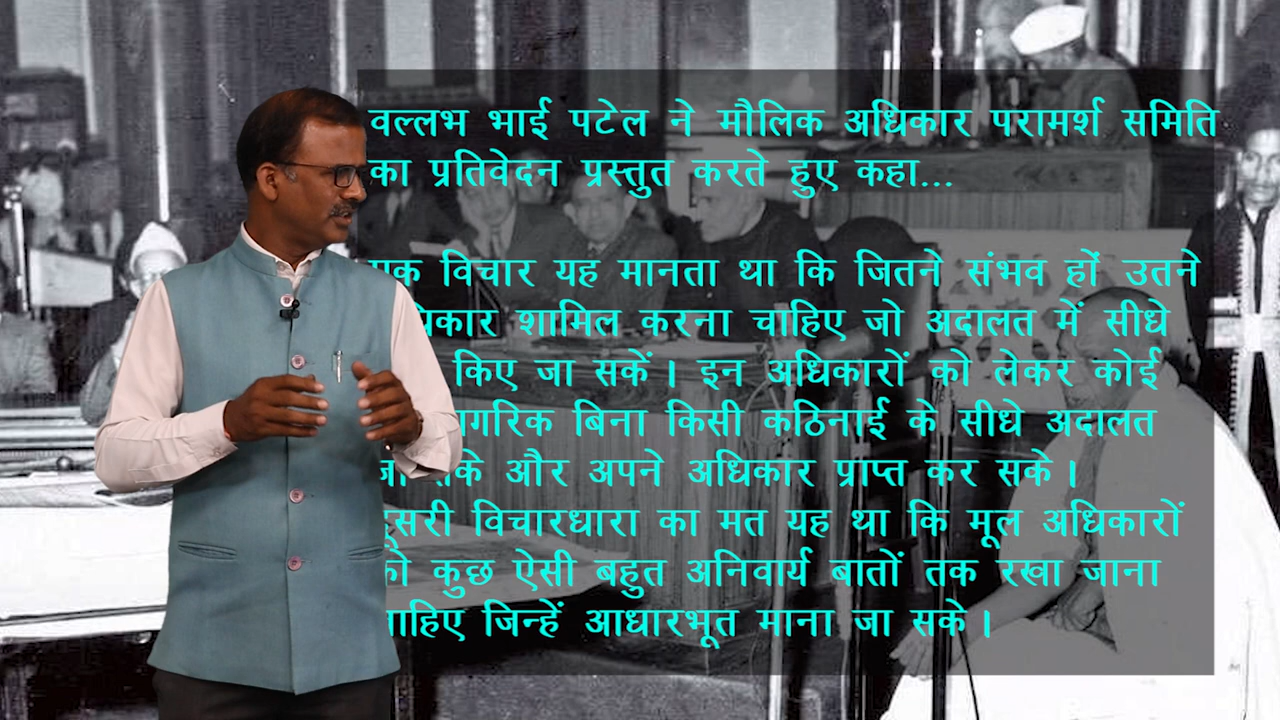 वल्लभ भाई पटेल ने मौलिक अधिकार परामर्श समिति
का प्रतिवेदन प्रस्तुत करते हुए कहा...
एक विचार यह मानता था कि जितने संभव हों उतने
शामिल करना चाहिए जो अदालत में सीधे
किए जा सकें। इन अधिकारों को लेकर कोई
बिना किसी कठिनाई के सीधे अदालत
और अपने अधिकार प्राप्त कर सके।
दूसरी विचारधारा का मत यह था कि मूल अधिकारों
को कुछ ऐसी बहुत अनिवार्य बातों तक रखा जाना
जिन्हें आधारभूत माना जा सके।